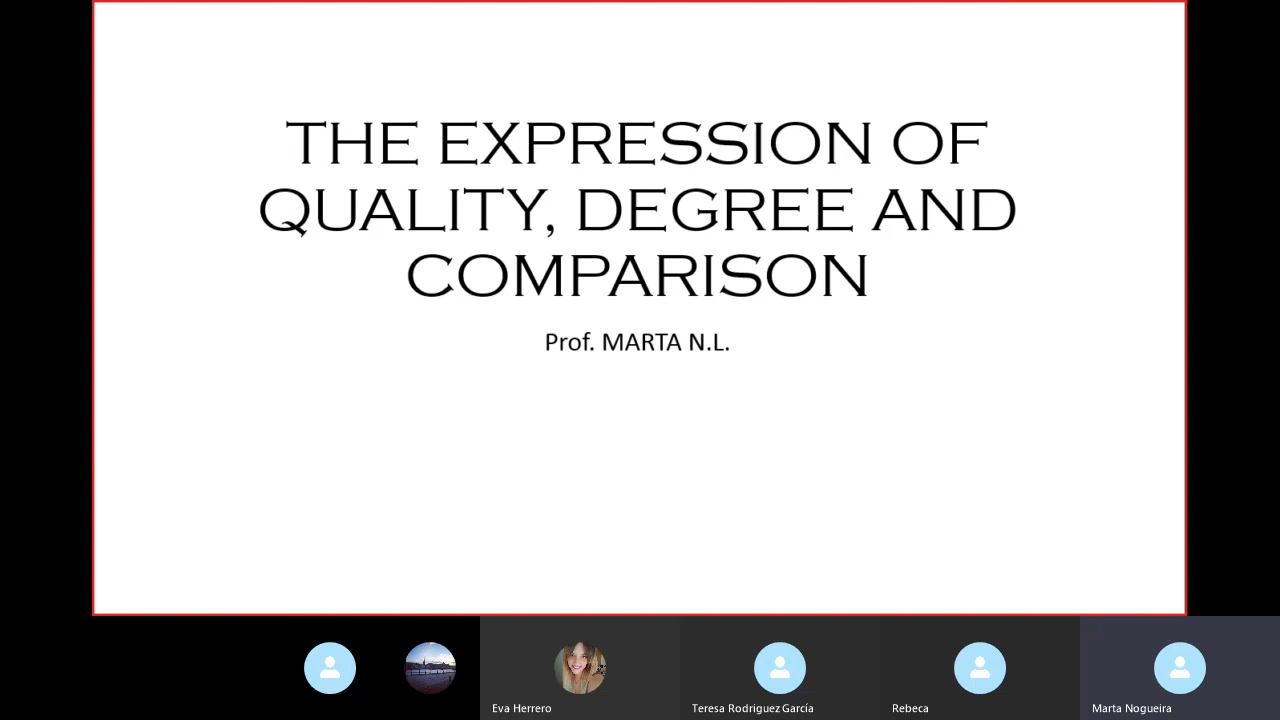 THE EXPRESSION OF
QUALITY, DEGREE AND
COMPARISON
Prof. MARTA N.L.
Eva Herrero
Teresa Rodriguez García
Rebeca
Marta Nogueira